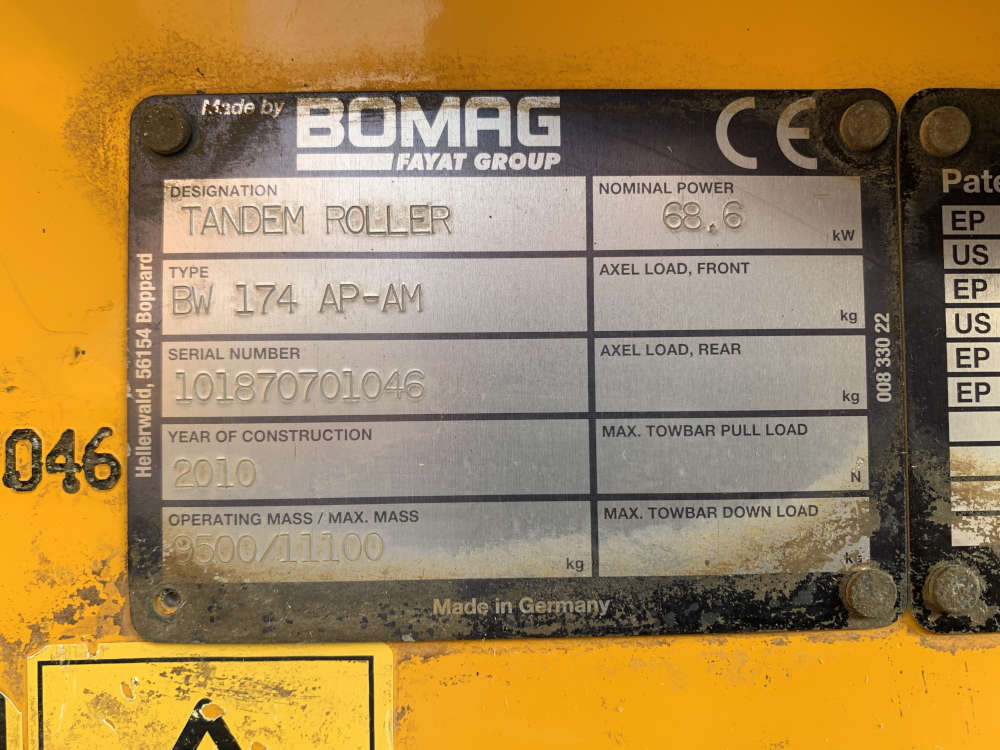 Made by BOMAG
FAYAT GROUP
CE
DESIGNATION
TANDEM ROLLER
NOMINAL POWER
68,6
kW
TYPE
BW 174 AP-AM
AXEL LOAD, FRONT
kg
SERIAL NUMBER
101870701046
AXEL LOAD, REAR
kg
YEAR OF CONSTRUCTION
2010
MAX. TOWBAR PULL LOAD
N
OPERATING MASS / MAX. MASS
9500/11100
kg
MAX. TOWBAR DOWN LOAD
kg
Made in Germany
Hellerwald, 56154 Boppard
008 330 22
046
EP
US
EP
US
EP
EP